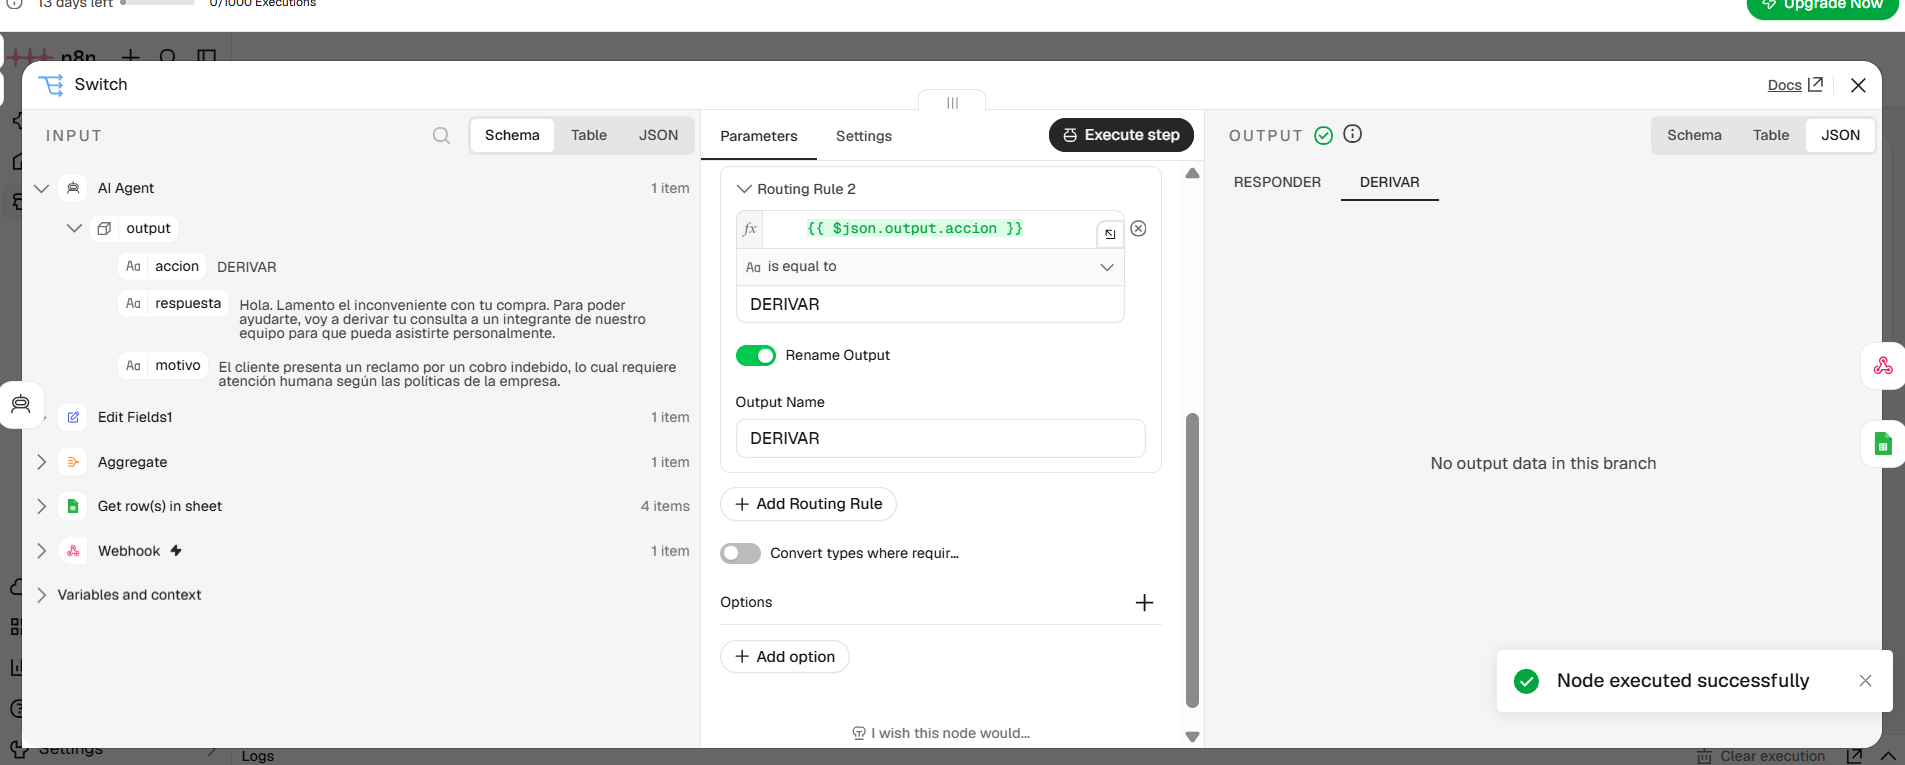 13 days left
0/1000 Executions
Upgrade Now
n8n
Switch
Docs
INPUT
Schema
Table
JSON
Parameters
Settings
Execute step
OUTPUT
Schema
Table
JSON
AI Agent
1 item
output
Aa accion DERIVAR
Aa respuesta Hola. Lamento el inconveniente con tu compra. Para poder
ayudarte, voy a derivar tu consulta a un integrante de nuestro
equipo para que pueda asistirte personalmente.
Aa motivo El cliente presenta un reclamo por un cobro indebido, lo cual requiere
atención humana según las políticas de la empresa.
Edit Fields1
1 item
Aggregate
1 item
Get row(s) in sheet
4 items
Webhook
1 item
Variables and context
Routing Rule 2
fx {{ $json.output.accion }}
Aa is equal to
DERIVAR
Rename Output
Output Name
DERIVAR
Add Routing Rule
Convert types where requir...
Options
Add option
I wish this node would...
RESPONDER
DERIVAR
No output data in this branch
Node executed successfully
Settings
Logs
Clear execution